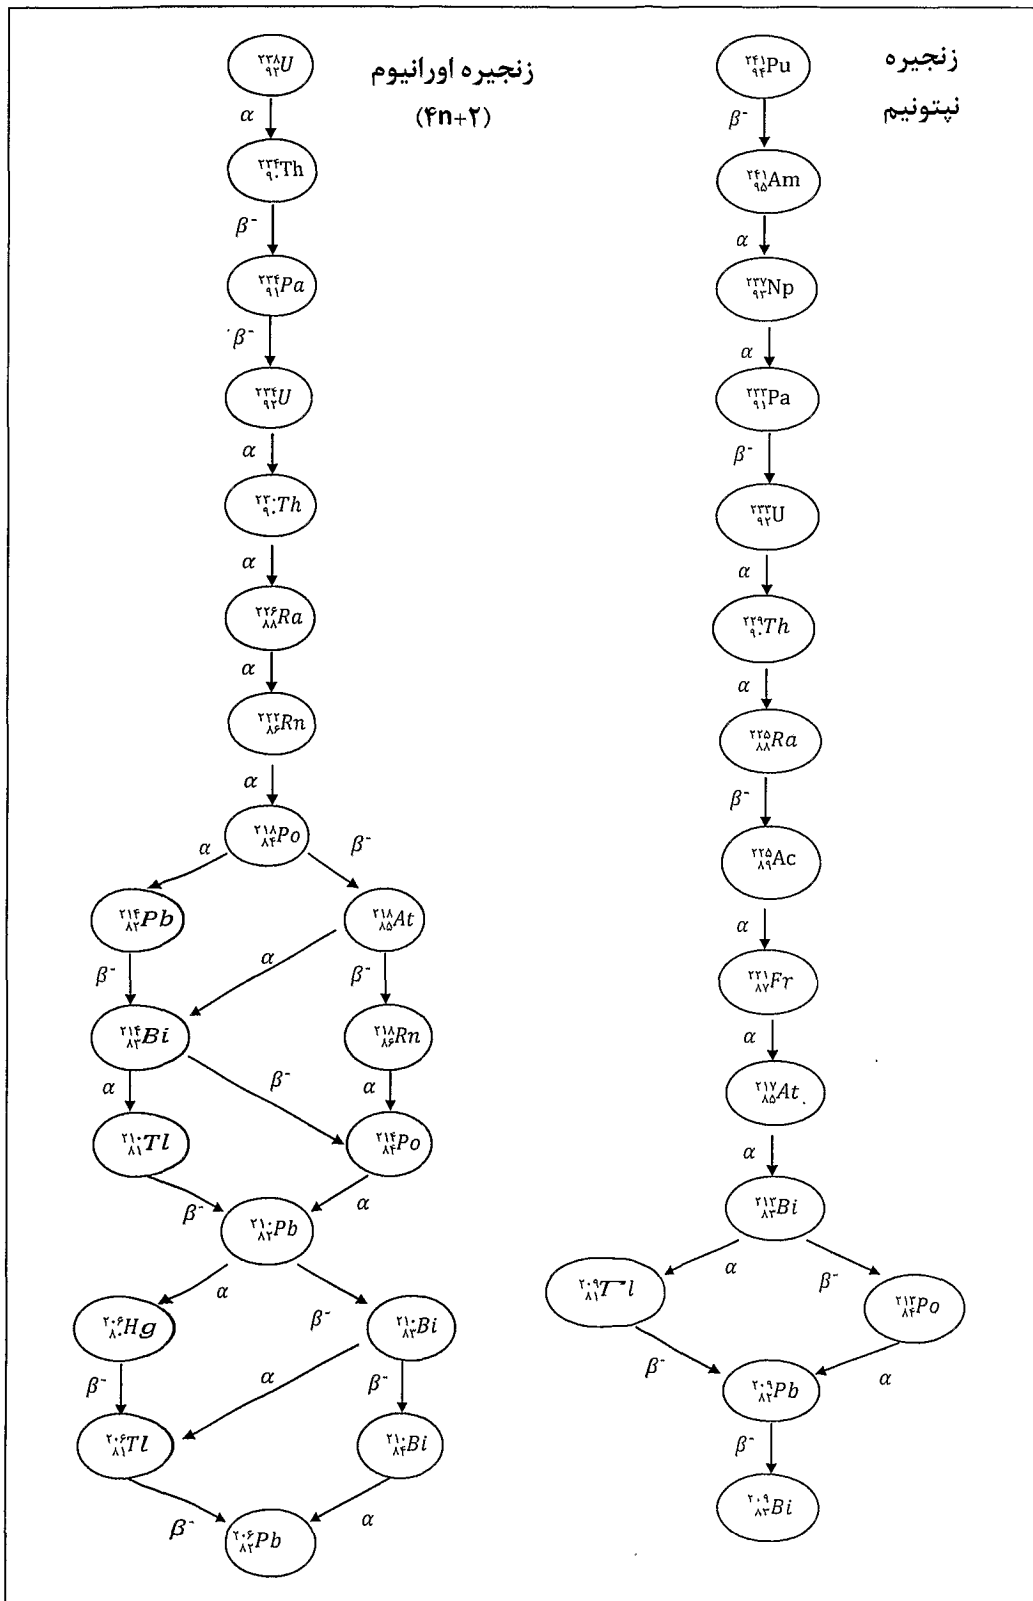 زنجیره اورانیوم
(۴n+۲)
²³⁸₉₂U
α
²³⁴₉₀Th
β⁻
²³⁴₉₁Pa
β⁻
²³⁴₉₂U
α
²³⁰₉₀Th
α
²²⁶₈₈Ra
α
²²²₈₆Rn
α
²¹⁸₈₄Po
α β⁻
²¹⁴₈₂Pb ²¹⁸₈₅At
β⁻ α β⁻
²¹⁴₈₃Bi ²¹⁸₈₆Rn
α β⁻ α
²¹⁰₈₁Tl ²¹⁴₈₄Po
β⁻ α
²¹⁰₈₂Pb
α β⁻
²⁰⁶₈₀Hg ²¹⁰₈₃Bi
β⁻ α β⁻
²⁰⁶₈₁Tl ²¹⁰₈₄Bi
β⁻ α
²⁰⁶₈₂Pb
زنجیره
نپتونیم
²⁴¹₉₄Pu
β⁻
²⁴¹₉₅Am
α
²³⁷₉₃Np
α
²³³₉₁Pa
β⁻
²³³₉₂U
α
²²⁹₉₀Th
α
²²⁵₈₈Ra
β⁻
²²⁵₈₉Ac
α
²²¹₈₇Fr
α
²¹⁷₈₅At
α
²¹³₈₃Bi
α β⁻
²⁰⁹₈₁Tl ²¹³₈₄Po
β⁻ α
²⁰⁹₈₂Pb
β⁻
²⁰⁹₈₃Bi